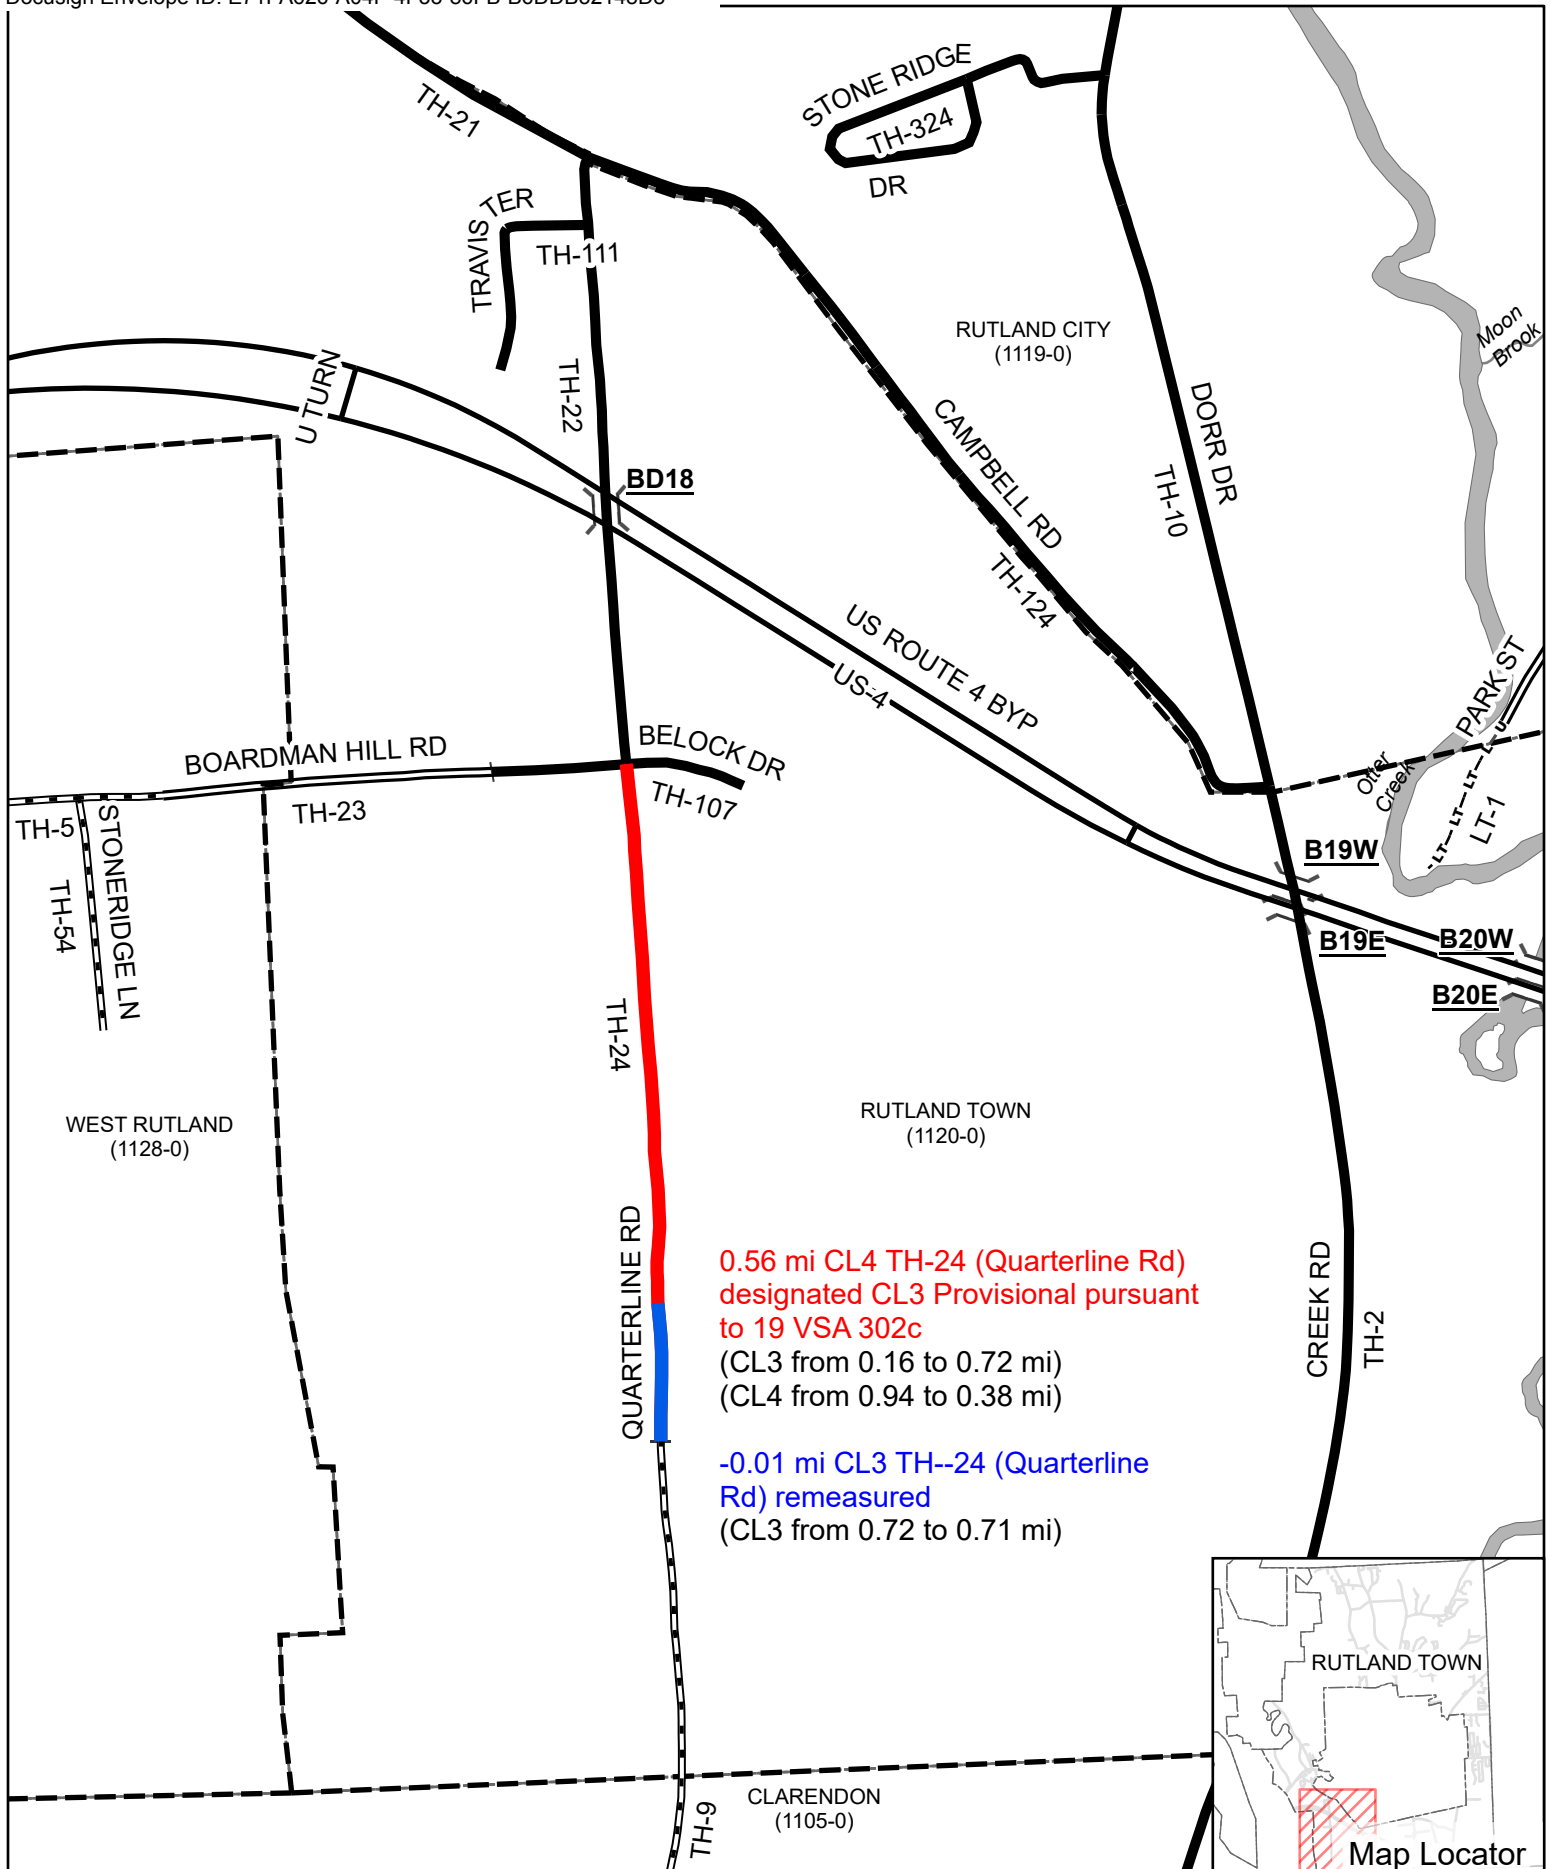 STONE RIDGE
TH-21
TH-324
DR
TRAVIS TER
TH-111
RUTLAND CITY
(1119-0)
Moon
Brook
U TURN
TH-22
CAMPBELL RD
DORR DR
BD18
TH-10
TH-124
US ROUTE 4 BYP
US-4
PARK ST
BOARDMAN HILL RD
BELOCK DR
Otter
Creek
TH-107
TH-5
TH-23
LT
LT
LT
U
LT-1
STONERIDGE LN
TH-54
B19W
B19E
B20W
B20E
TH-24
WEST RUTLAND
(1128-0)
RUTLAND TOWN
(1120-0)
QUARTERLINE RD
0.56 mi CL4 TH-24 (Quarterline Rd)
designated CL3 Provisional pursuant
to 19 VSA 302c
(CL3 from 0.16 to 0.72 mi)
(CL4 from 0.94 to 0.38 mi)
CREEK RD
TH-2
-0.01 mi CL3 TH--24 (Quarterline
Rd) remeasured
(CL3 from 0.72 to 0.71 mi)
RUTLAND TOWN
CLARENDON
(1105-0)
TH-9
Map Locator